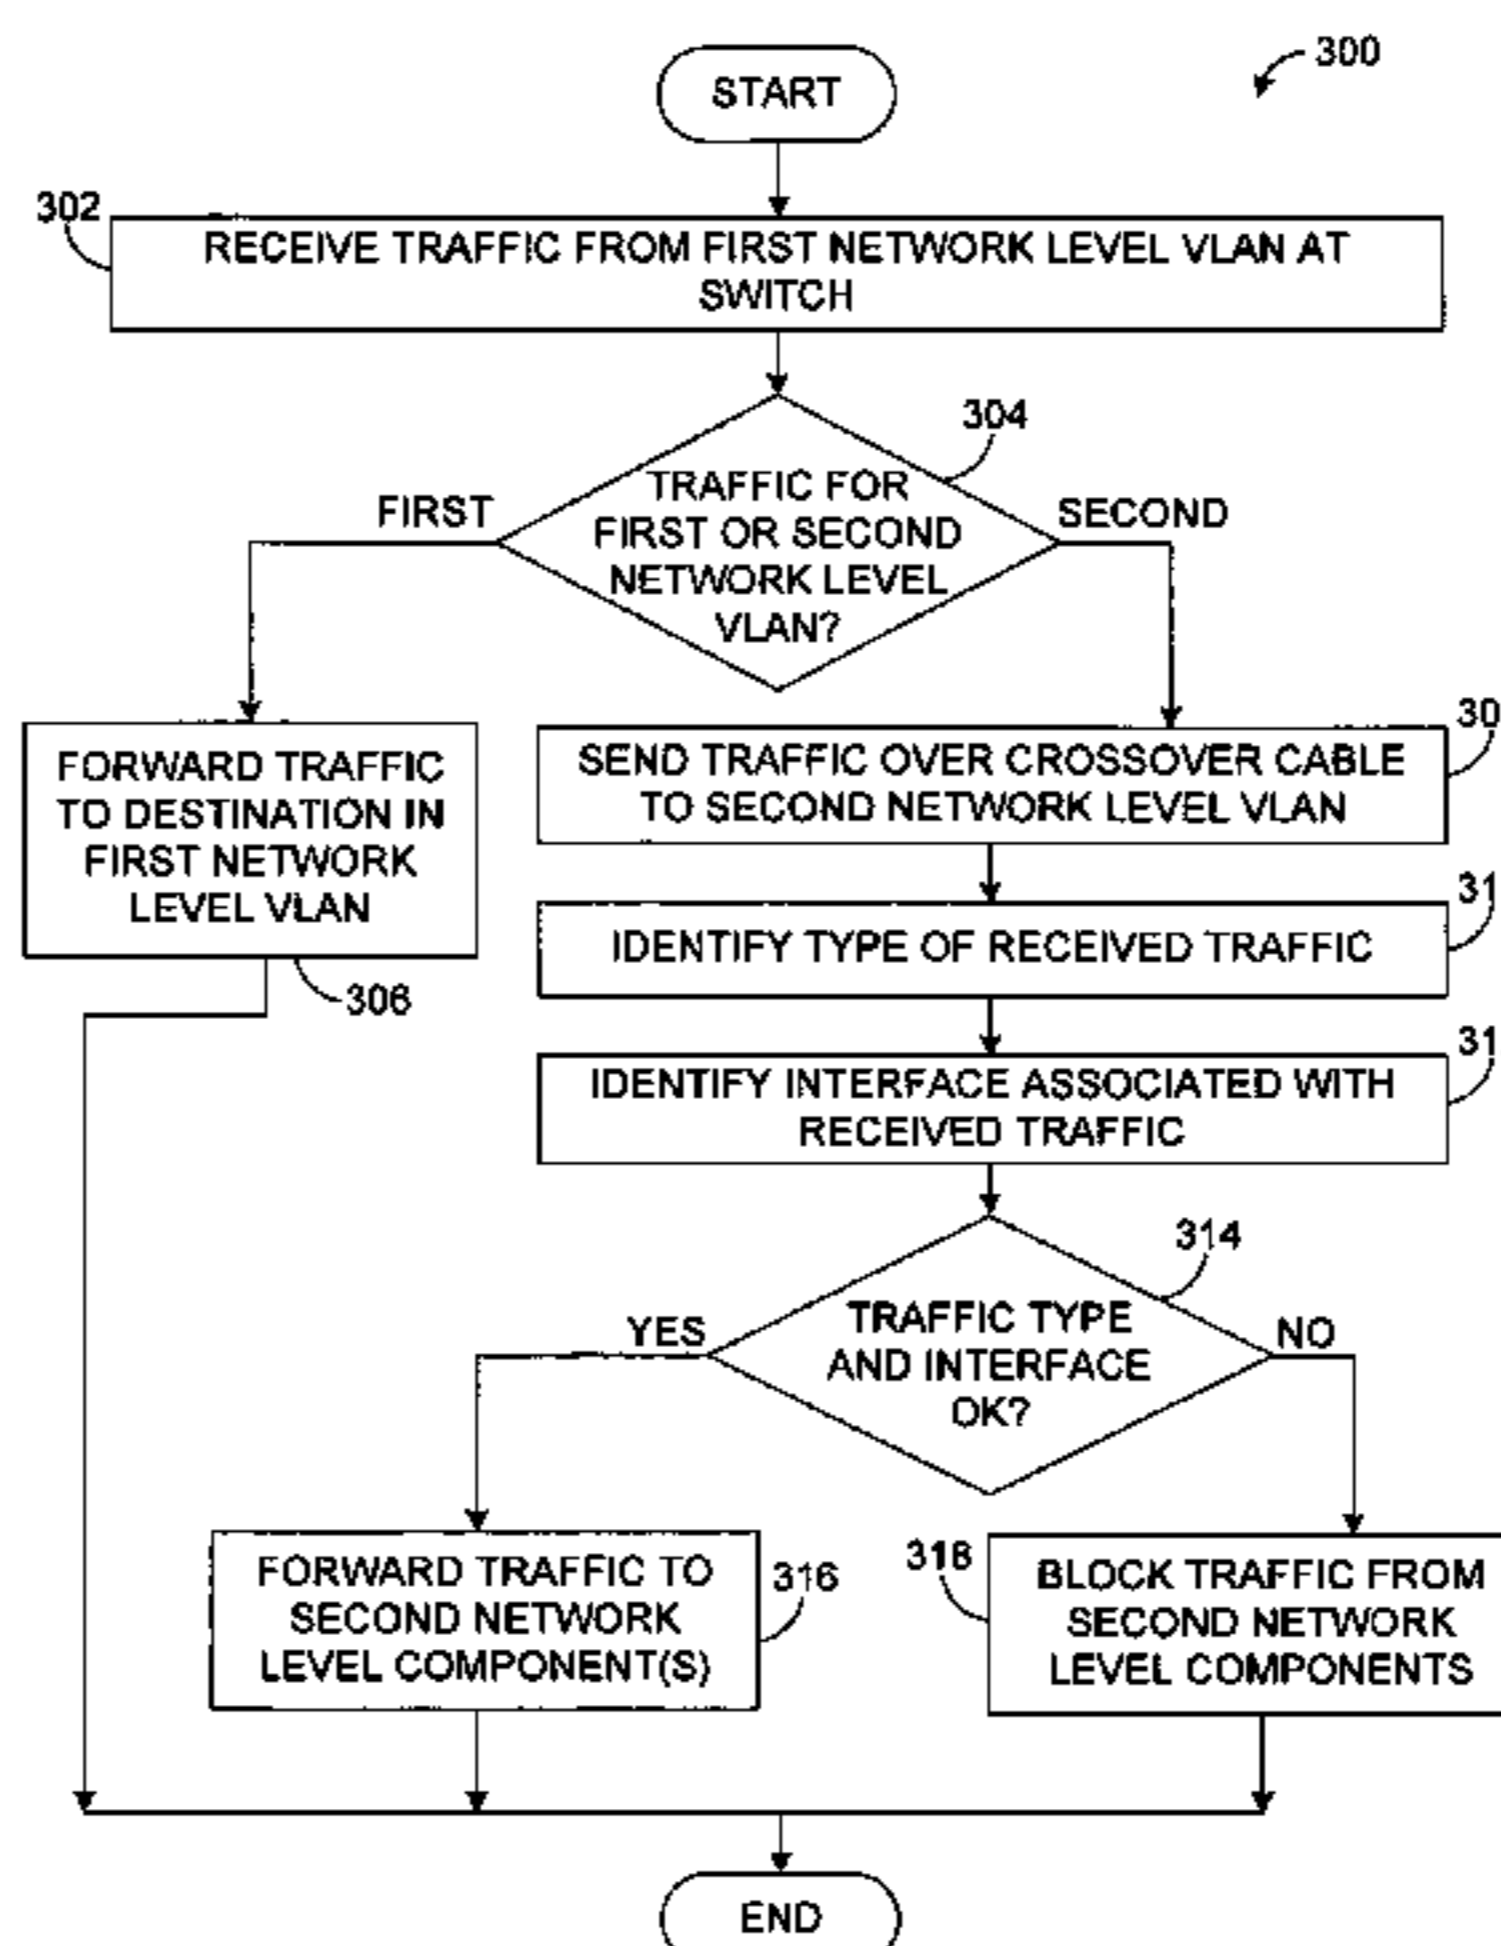 300
START
302
RECEIVE TRAFFIC FROM FIRST NETWORK LEVEL VLAN AT
SWITCH
304
TRAFFIC FOR
FIRST OR SECOND
NETWORK LEVEL
VLAN?
FIRST
SECOND
FORWARD TRAFFIC
TO DESTINATION IN
FIRST NETWORK
LEVEL VLAN
306
30
SEND TRAFFIC OVER CROSSOVER CABLE
TO SECOND NETWORK LEVEL VLAN
31
IDENTIFY TYPE OF RECEIVED TRAFFIC
31
IDENTIFY INTERFACE ASSOCIATED WITH
RECEIVED TRAFFIC
314
TRAFFIC TYPE
AND INTERFACE
OK?
YES
NO
FORWARD TRAFFIC TO
SECOND NETWORK
LEVEL COMPONENT(S)
316
318
BLOCK TRAFFIC FROM
SECOND NETWORK
LEVEL COMPONENTS
END